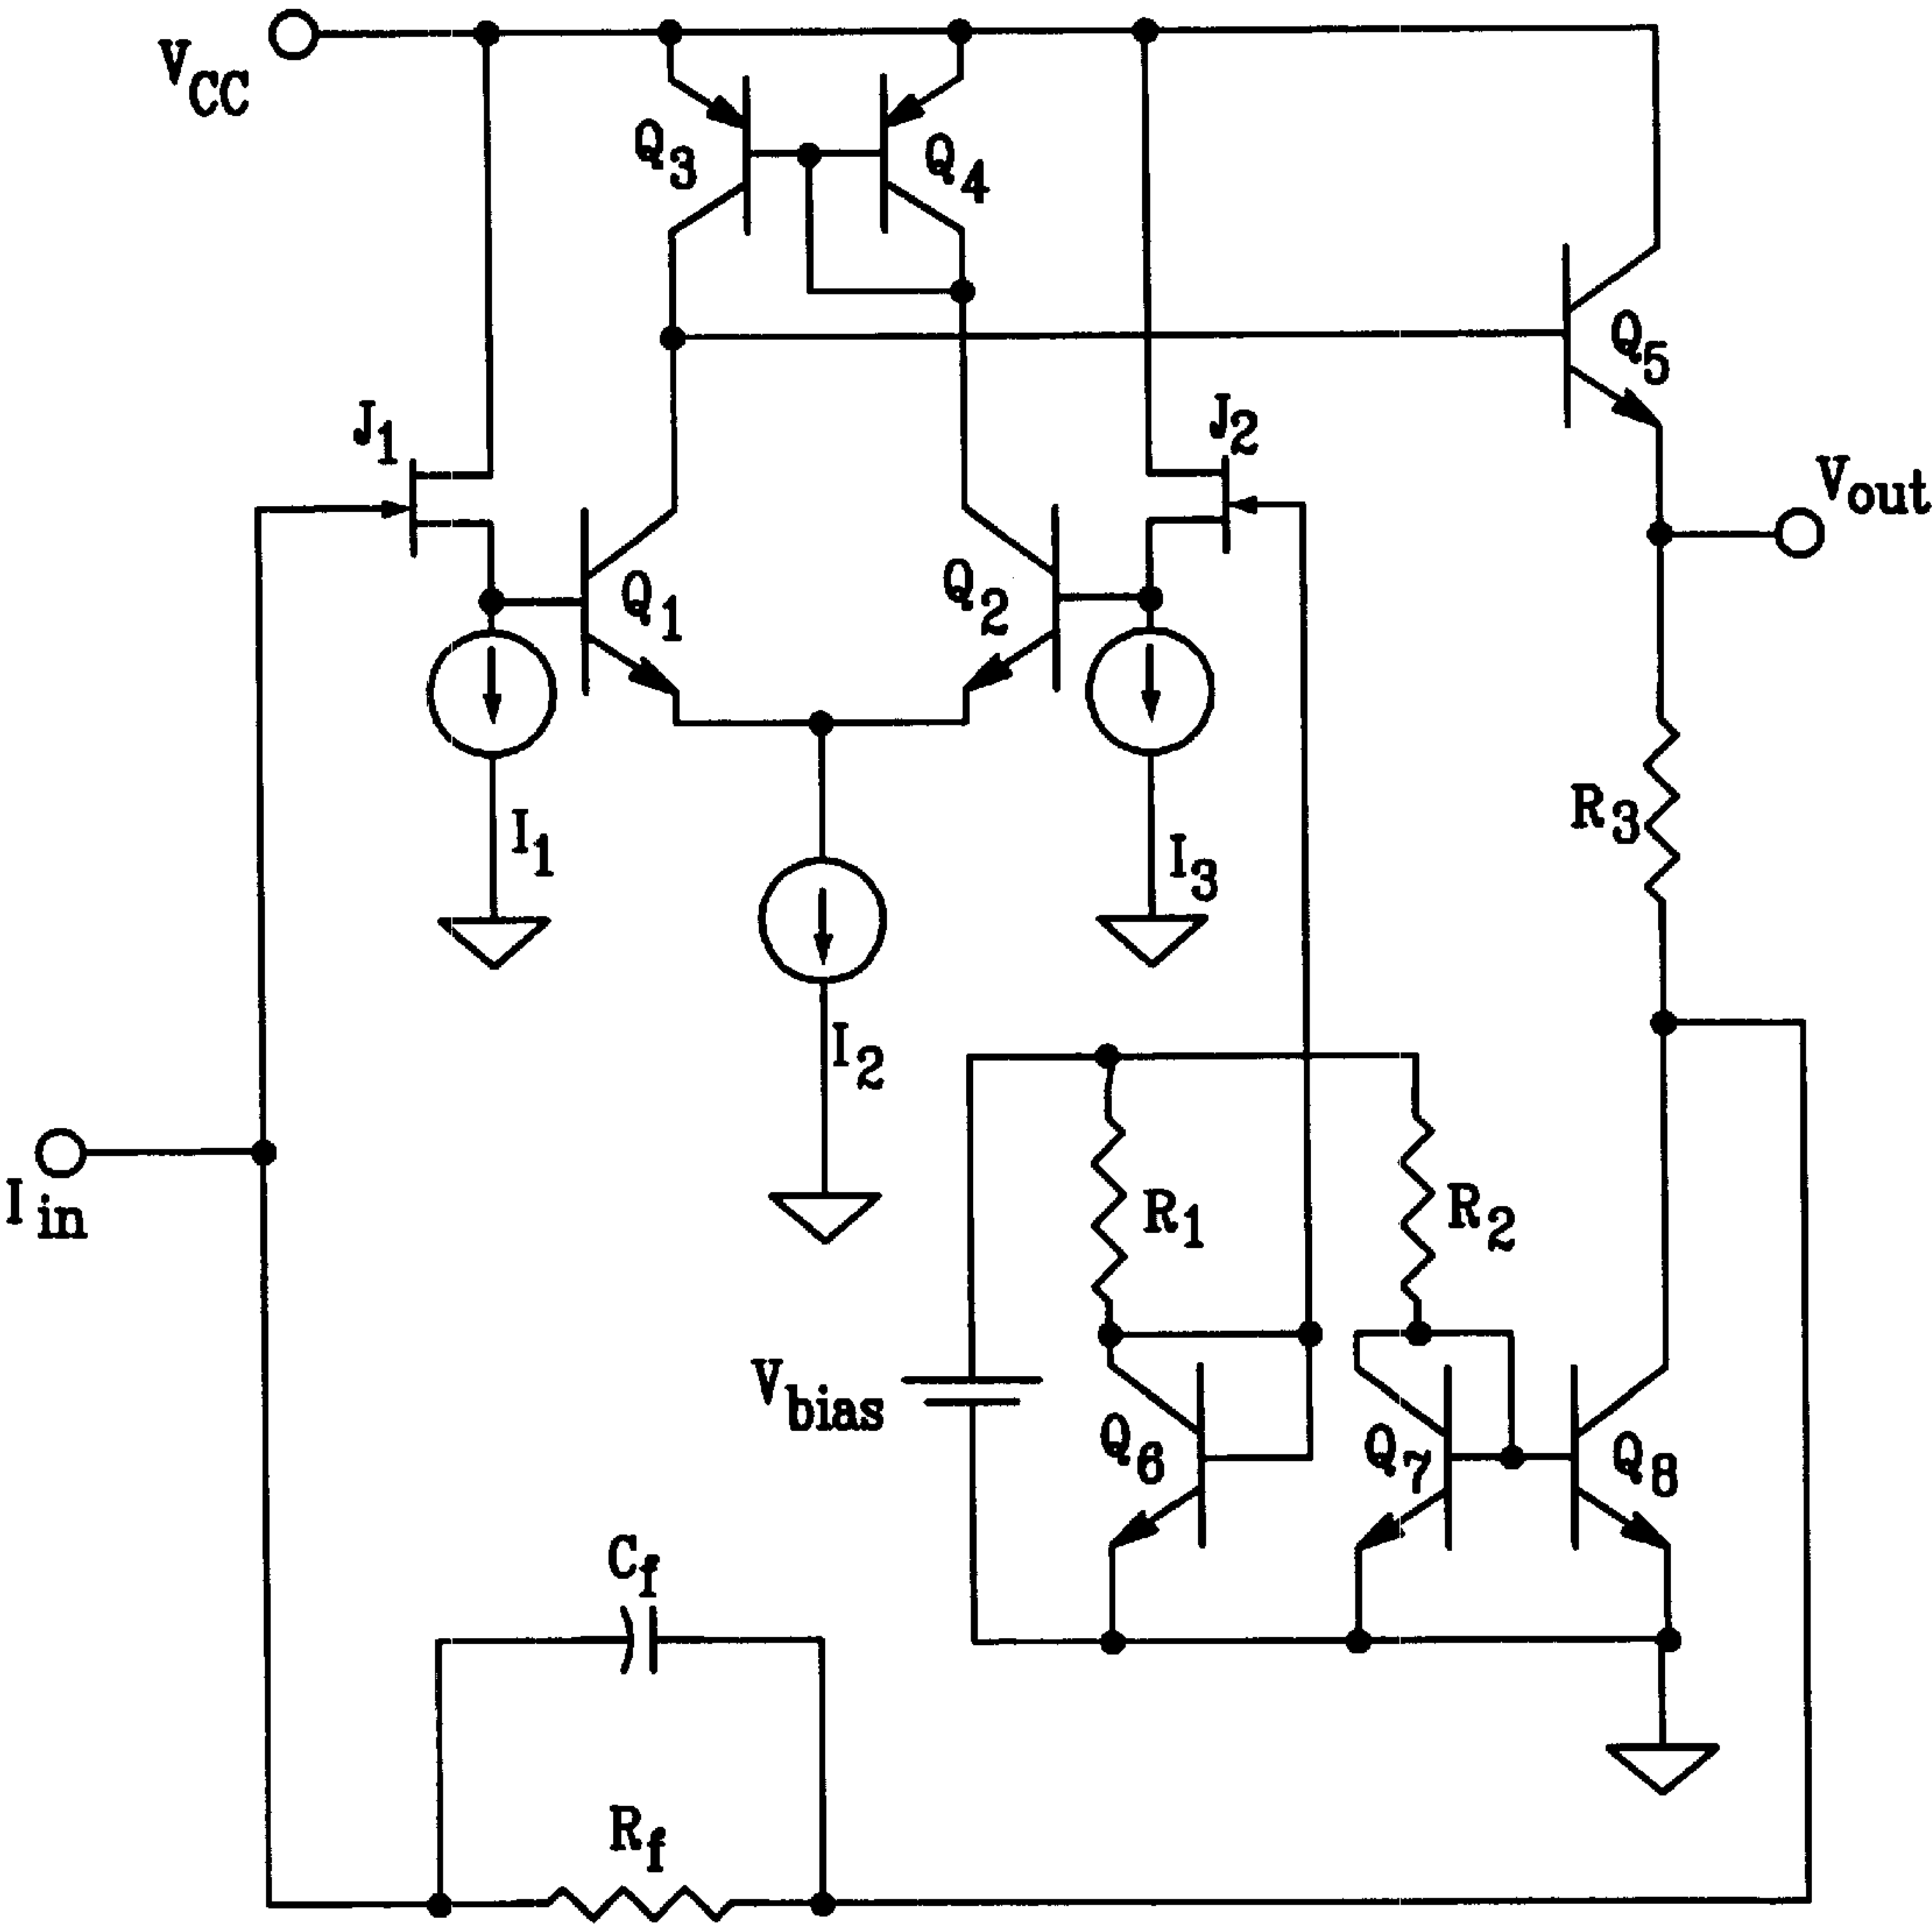 VCC
Q3
Q4
Q5
J1
J2
Vout
Q1
Q2
R3
I1
I3
I2
Iin
R1
R2
Vbias
Q6
Q7
Q8
Cf
Rf